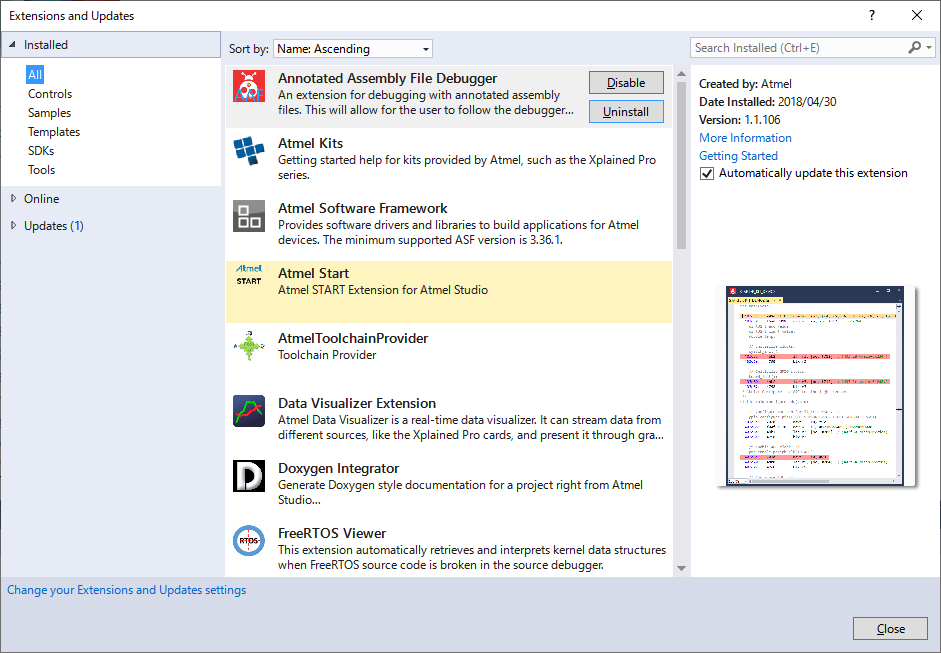 Extensions and Updates
?
Installed
All
Controls
Samples
Templates
SDKs
Tools
Online
Updates (1)
Sort by: Name: Ascending
Annotated Assembly File Debugger
An extension for debugging with annotated assembly
files. This will allow for the user to follow the debugger...
Disable
Uninstall
Atmel Kits
Getting started help for kits provided by Atmel, such as the Xplained Pro
series.
Atmel Software Framework
Provides software drivers and libraries to build applications for Atmel
devices. The minimum supported ASF version is 3.36.1.
Atmel
START
Atmel Start
Atmel START Extension for Atmel Studio
AtmelToolchainProvider
Toolchain Provider
Data Visualizer Extension
Atmel Data Visualizer is a real-time data visualizer. It can stream data from
different sources, like the Xplained Pro cards, and present it through gra...
D
Doxygen Integrator
Generate Doxygen style documentation for a project right from Atmel
Studio...
RTOS
FreeRTOS Viewer
This extension automatically retrieves and interprets kernel data structures
when FreeRTOS source code is broken in the source debugger.
Search Installed (Ctrl+E)
Created by: Atmel
Date Installed: 2018/04/30
Version: 1.1.106
More Information
Getting Started
Automatically update this extension
Change your Extensions and Updates settings
Close